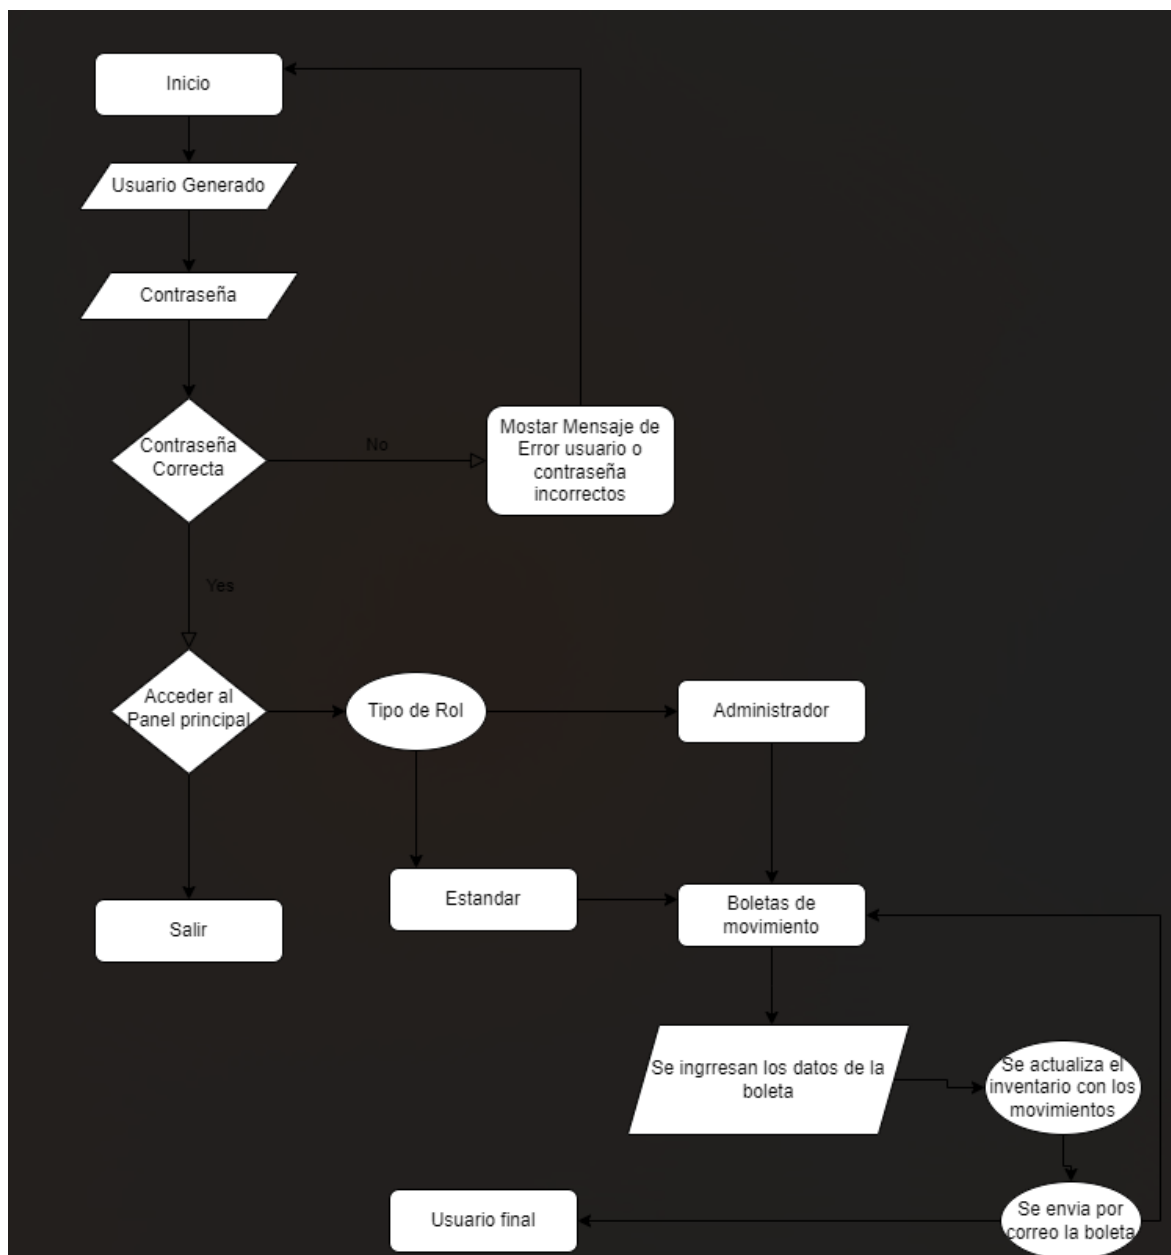 Inicio
Usuario Generado
Contraseña
Contraseña
Correcta
No
Mostar Mensaje de
Error usuario o
contraseña
incorrectos
Yes
Acceder al
Panel principal
Tipo de Rol
Administrador
Salir
Estandar
Boletas de
movimiento
Se ingrresan los datos de la
boleta
Se actualiza el
inventario con los
movimientos
Usuario final
Se envia por
correo la boleta